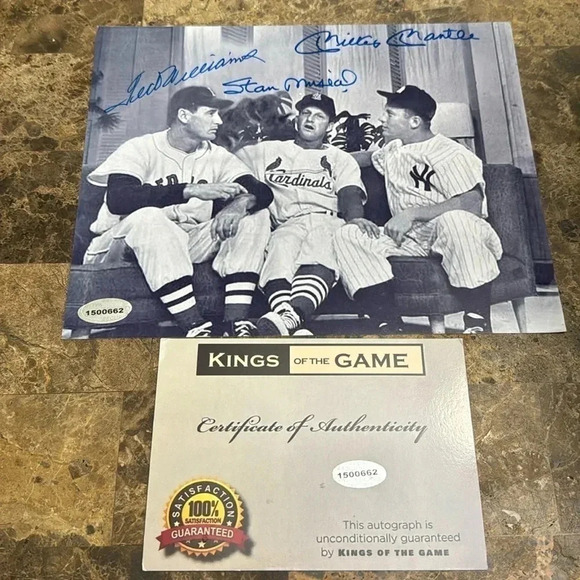 Ted Williams
Mickey Mantle
Stan Musial
RED
Cardinals
NY
1500662
KINGS OF THE GAME
Certificate of Authenticity
1500662
SATISFACTION
100%
SATISFACTION
GUARANTEED
This autograph is
unconditionally guaranteed
by KINGS OF THE GAME